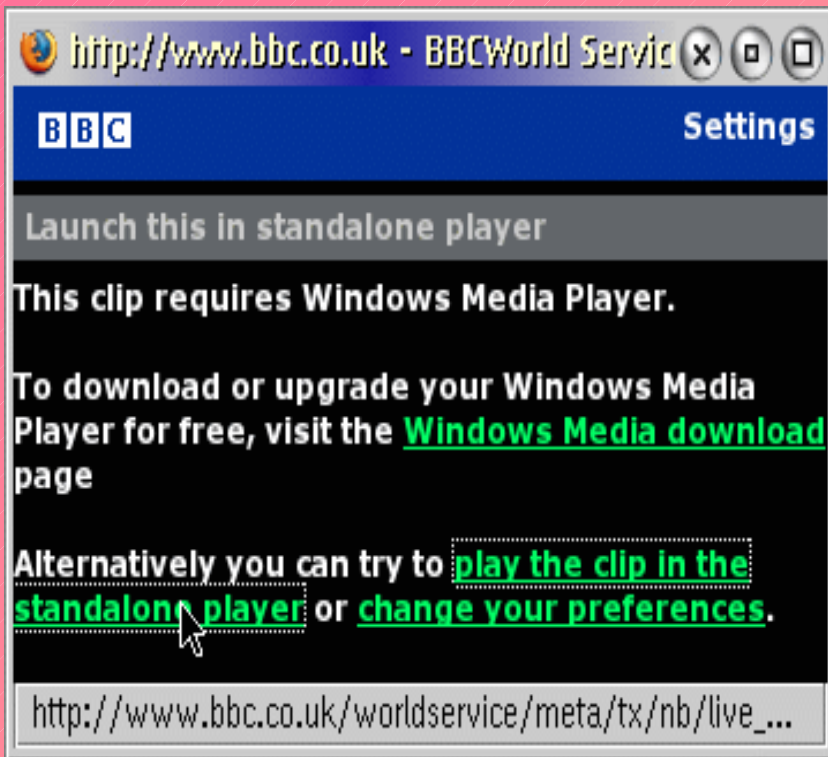 http://www.bbc.co.uk - BBCWorld Servic
BBC
Settings
Launch this in standalone player
This clip requires Windows Media Player.
To download or upgrade your Windows Media
Player for free, visit the Windows Media download
page
Alternatively you can try to play the clip in the
standalone player or change your preferences.
http://www.bbc.co.uk/worldservice/meta/tx/nb/live_...